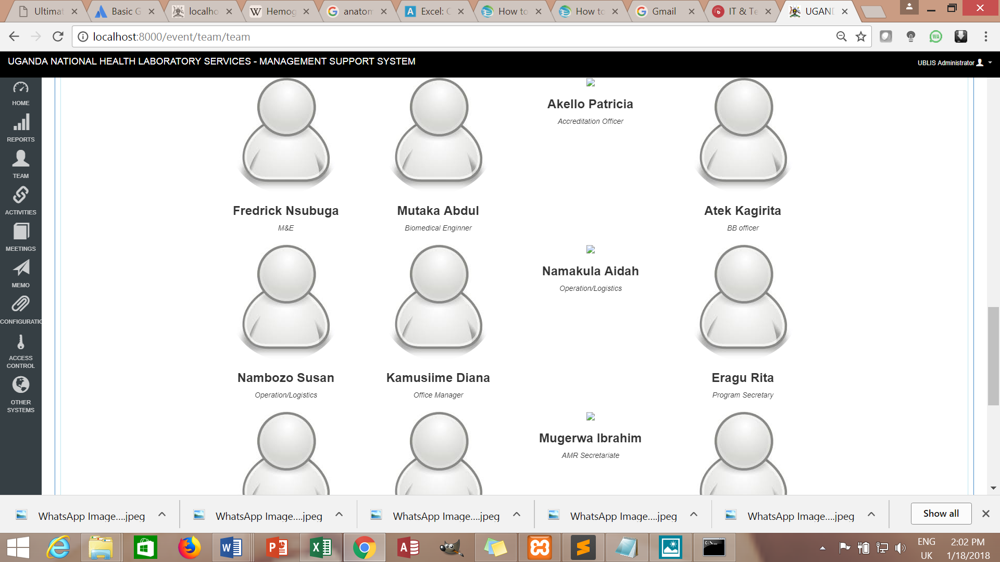 Ultimat
Basic G
localho
Hemog
anaton
Excel: C
How to
How to
Gmail
IT & Te
UGAND
localhost:8000/event/team/team
UGANDA NATIONAL HEALTH LABORATORY SERVICES - MANAGEMENT SUPPORT SYSTEM
UBLIS Administrator
HOME
REPORTS
TEAM
ACTIVITIES
MEETINGS
MEMO
CONFIGURATIO
ACCESS
CONTROL
OTHER
SYSTEMS
Akello Patricia
Accreditation Officer
Fredrick Nsubuga
M&E
Mutaka Abdul
Biomedical Enginner
Atek Kagirita
BB officer
Namakula Aidah
Operation/Logistics
Nambozo Susan
Operation/Logistics
Kamusiime Diana
Office Manager
Eragu Rita
Program Secretary
Mugerwa Ibrahim
AMR Secretariate
WhatsApp Image....jpeg
WhatsApp Image....jpeg
WhatsApp Image....jpeg
WhatsApp Image....jpeg
WhatsApp Image....jpeg
Show all
ENG
UK
2:02 PM
1/18/2018